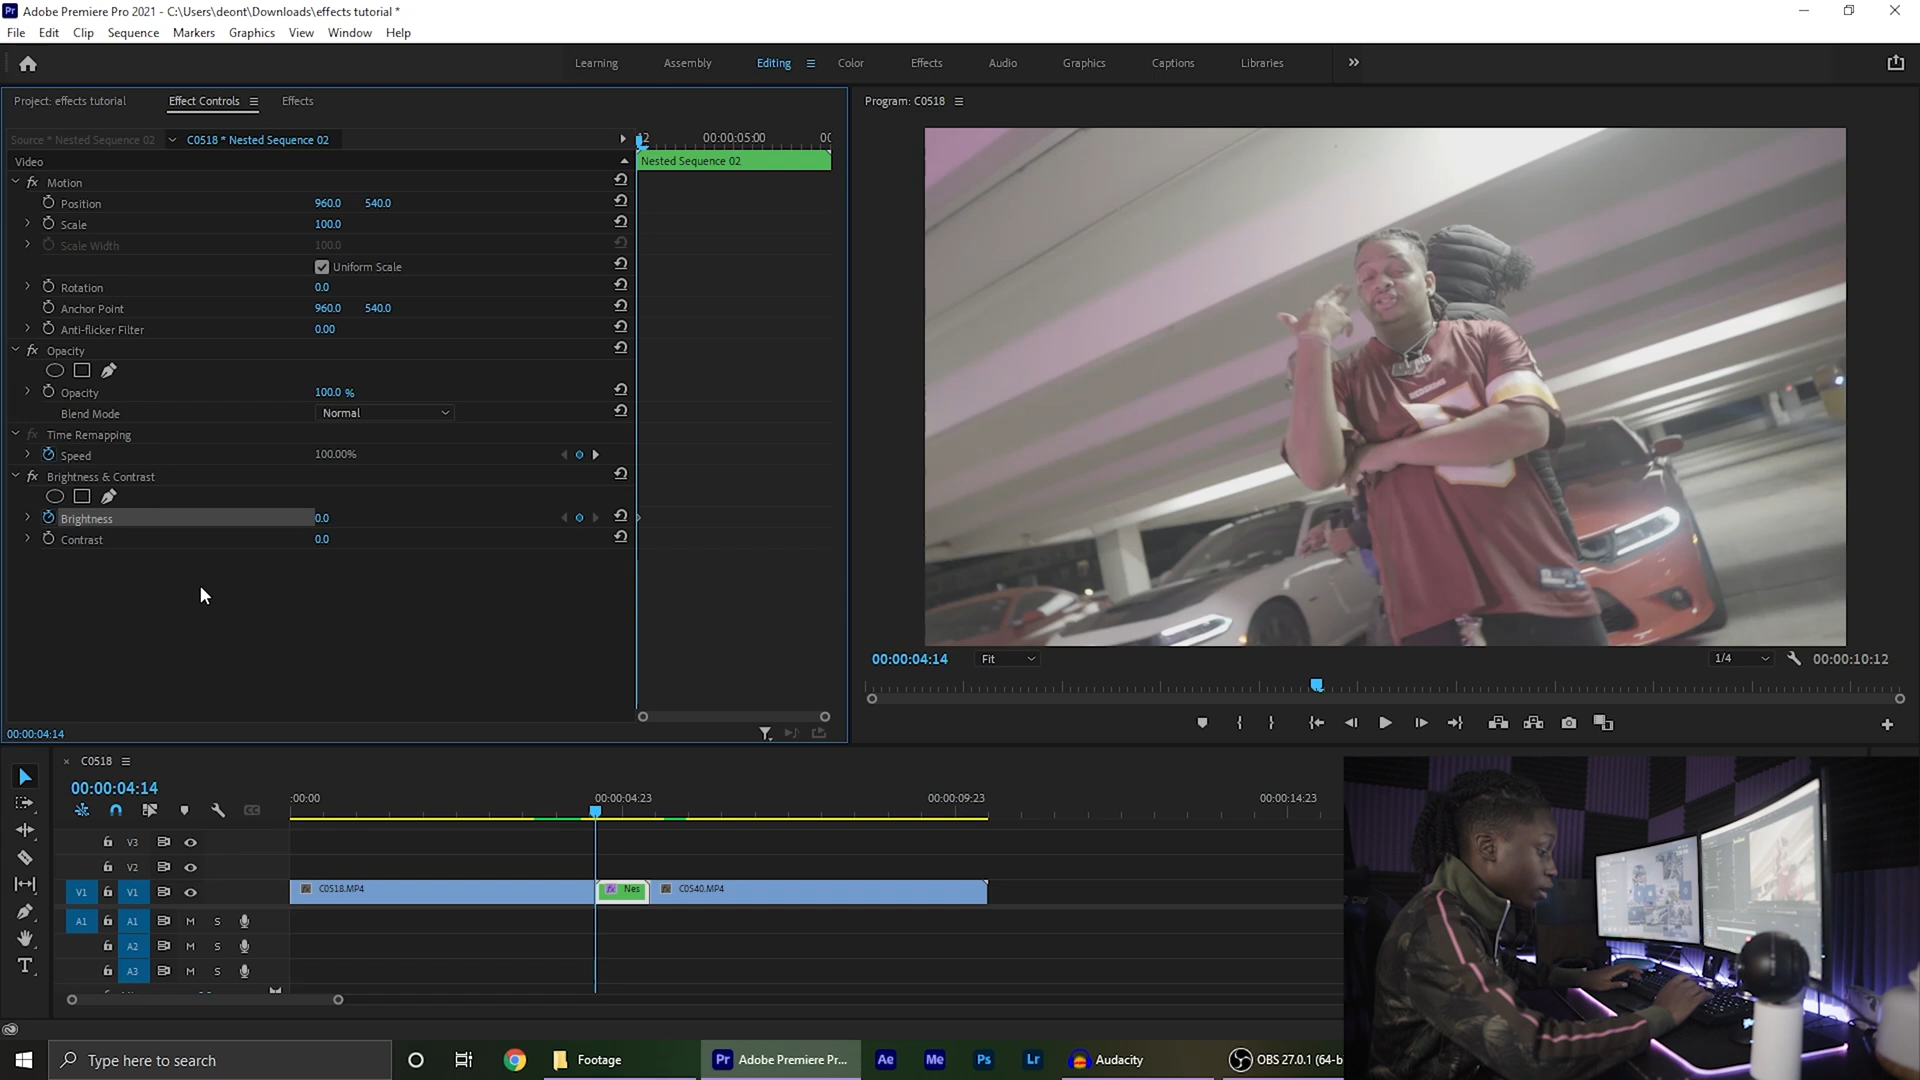 Adobe Premiere Pro 2021 - C:\Users\deont\Downloads\effects tutorial *
File Edit Clip Sequence Markers Graphics View Window Help
Learning Assembly Editing Color Effects Audio Graphics Captions Libraries
Project: effects tutorial Effect Controls Effects
Program: C0518
Source * Nested Sequence 02 C0518 * Nested Sequence 02
12 00:00:05:00 00
Video
Nested Sequence 02
fx Motion
Position 960.0 540.0
Scale 100.0
Scale Width 100.0
Uniform Scale
Rotation 0.0
Anchor Point 960.0 540.0
Anti-flicker Filter 0.00
fx Opacity
Opacity 100.0 %
Blend Mode Normal
fx Time Remapping
Speed 100.00%
fx Brightness & Contrast
Brightness 0.0
Contrast 0.0
00:00:04:14 Fit 1/4 00:00:10:12
00:00:04:14
C0518
00:00:04:14
:00:00 00:00:04:23 00:00:09:23 00:00:14:23
V3
V2
V1 V1 C0518.MP4 fx Nes C0540.MP4
A1 A1 M S
A2 M S
A3 M S
Type here to search
Footage
Pr Adobe Premiere Pr...
Ae Me Ps Lr
Audacity
OBS 27.0.1 (64-b